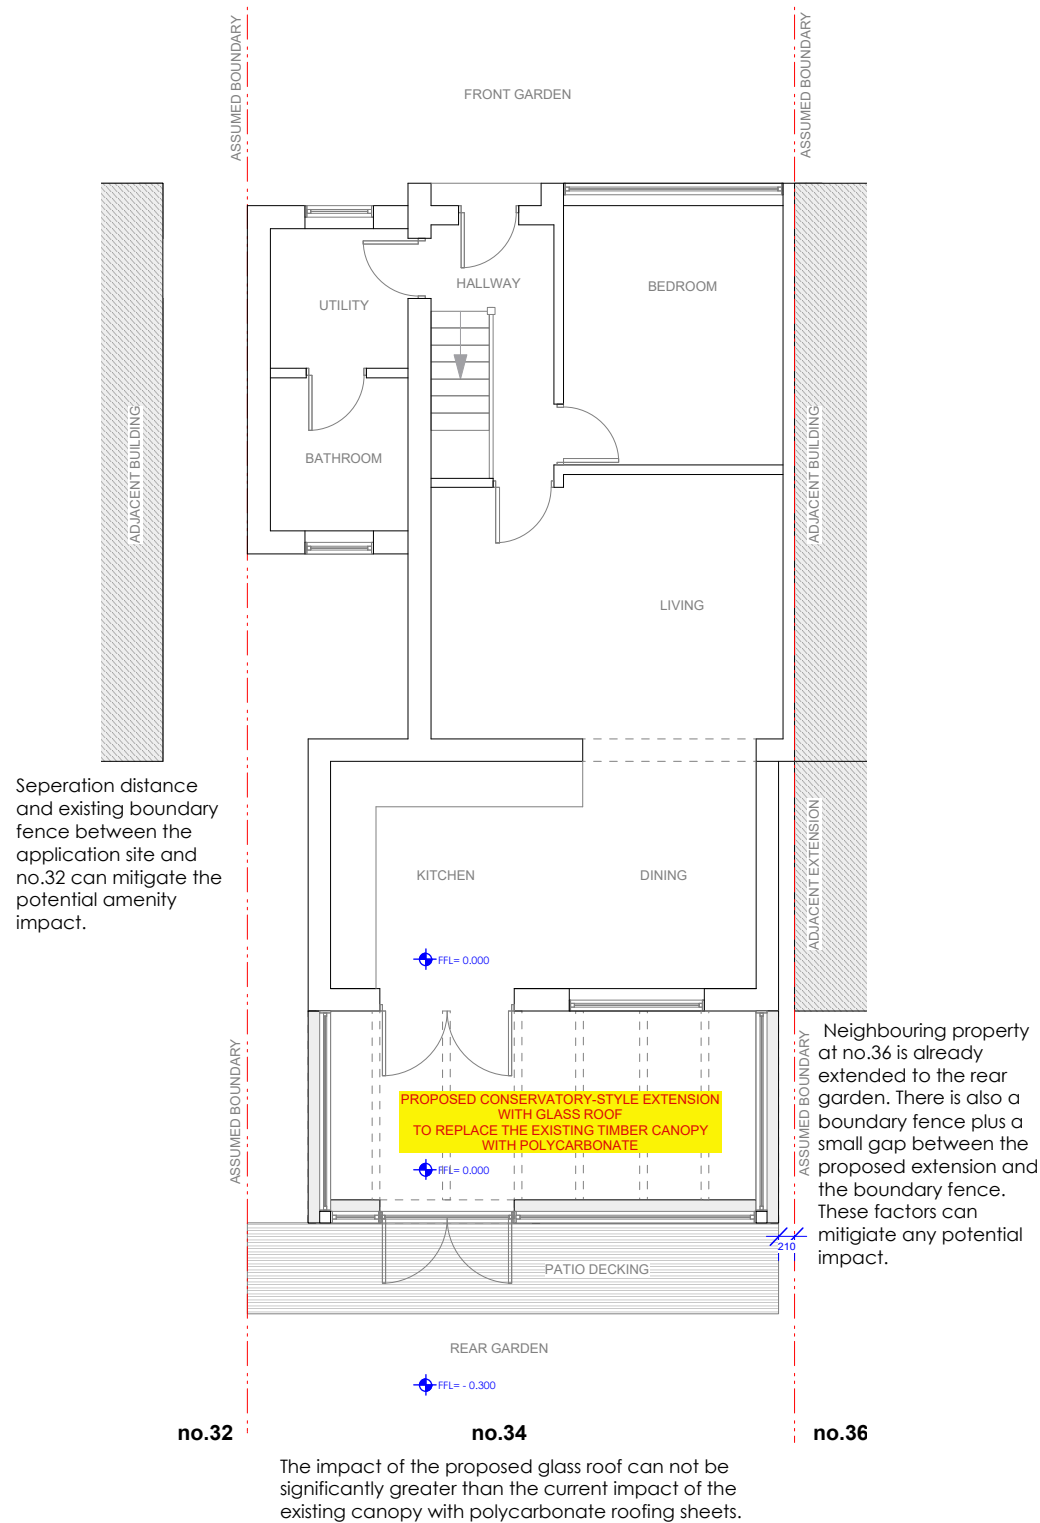 ASSUMED BOUNDARY
ASSUMED BOUNDARY
FRONT GARDEN
HALLWAY
BEDROOM
UTILITY
BATHROOM
ADJACENT BUILDING
ADJACENT BUILDING
LIVING
Seperation distance
and existing boundary
fence between the
application site and
no.32 can mitigate the
potential amenity
impact.
KITCHEN
DINING
ADJACENT EXTENSION
FFL= 0.000
ASSUMED BOUNDARY
ASSUMED BOUNDARY
Neighbouring property
at no.36 is already
extended to the rear
garden. There is also a
boundary fence plus a
small gap between the
proposed extension and
the boundary fence.
These factors can
mitigiate any potential
impact.
PROPOSED CONSERVATORY-STYLE EXTENSION
WITH GLASS ROOF
TO REPLACE THE EXISTING TIMBER CANOPY
WITH POLYCARBONATE
FFL= 0.000
210
PATIO DECKING
REAR GARDEN
FFL= - 0.300
no.32
no.34
no.36
The impact of the proposed glass roof can not be
significantly greater than the current impact of the
existing canopy with polycarbonate roofing sheets.